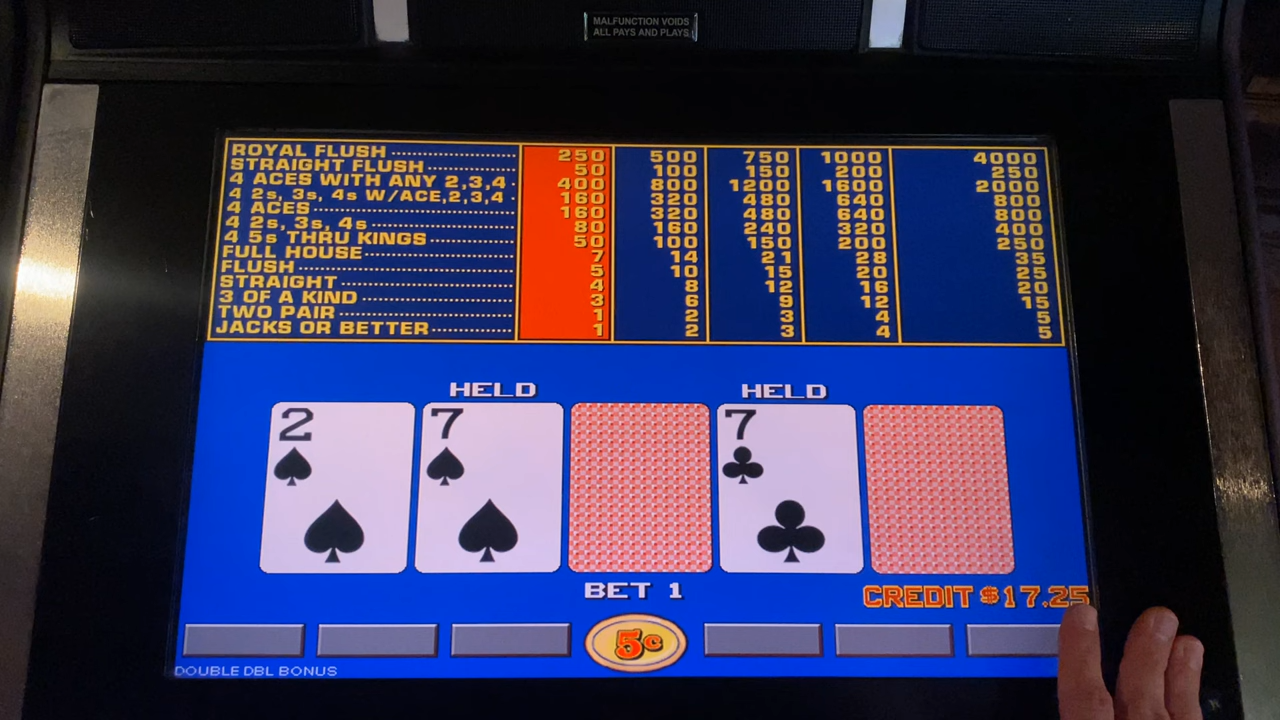 MALFUNCTION VOIDS
ALL PAYS AND PLAYS
ROYAL FLUSH 250 500 750 1000 4000
STRAIGHT FLUSH 50 100 150 200 250
4 ACES WITH ANY 2,3,4 400 800 1200 1600 2000
4 2s, 3s, 4s W/ACE,2,3,4 160 320 480 640 800
4 ACES 160 320 480 640 800
4 2s, 3s, 4s 80 160 240 320 400
4 5s THRU KINGS 50 100 150 200 250
FULL HOUSE 7 14 21 28 35
FLUSH 5 10 15 20 25
STRAIGHT 4 8 12 16 20
3 OF A KIND 3 6 9 12 15
TWO PAIR 1 2 3 4 5
JACKS OR BETTER 1 2 3 4 5
HELD HELD
2 7 7
BET 1 CREDIT $17.25
5¢
DOUBLE DBL BONUS